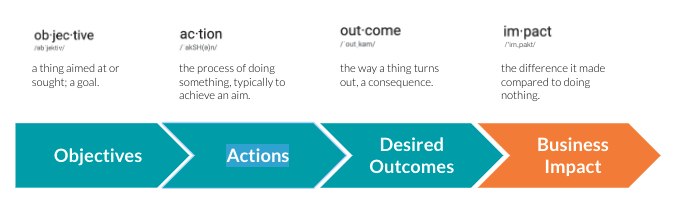 ob·jec·tive
/əbˈjektiv/
a thing aimed at or
sought; a goal.
ac·tion
/ˈakSH(ə)n/
the process of doing
something, typically to
achieve an aim.
out·come
/ˈoutˌkəm/
the way a thing turns
out, a consequence.
im·pact
/ˈimˌpakt/
the difference it made
compared to doing
nothing.
Objectives
Actions
Desired
Outcomes
Business
Impact